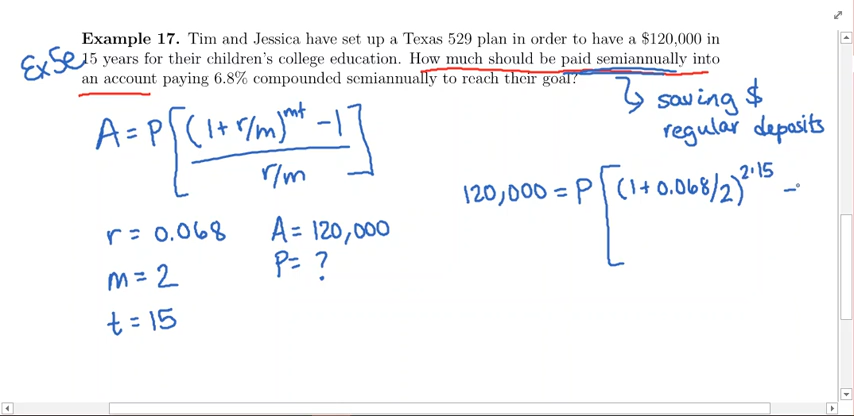 Example 17. Tim and Jessica have set up a Texas 529 plan in order to have a $120,000 in
Ex 5e
15 years for their children's college education. How much should be paid semiannually into
an account paying 6.8% compounded semiannually to reach their goal?
saving $
regular deposits
A = P[((1 + r/m)^mt - 1) / (r/m)]
120,000 = P[(1 + 0.068/2)^2·15 -
r = 0.068
A = 120,000
m = 2
P = ?
t = 15